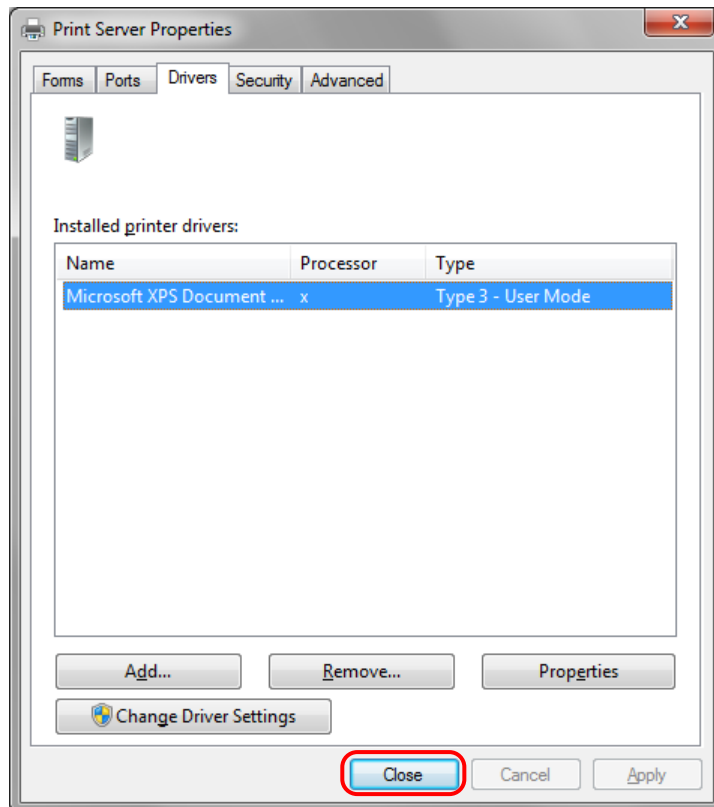 Print Server Properties
Forms Ports Drivers Security Advanced
Installed printer drivers:
Name Processor Type
Microsoft XPS Document ... x Type 3 - User Mode
Add... Remove... Properties
Change Driver Settings
Close Cancel Apply